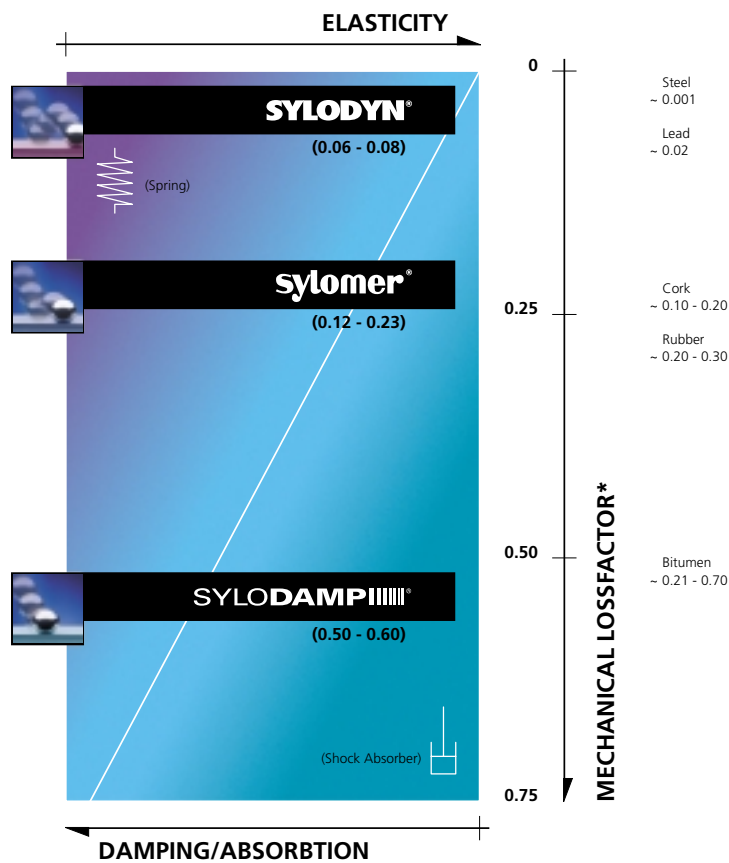 ELASTICITY
0
Steel
~ 0.001
SYLODYN®
(0.06 - 0.08)
Lead
~ 0.02
(Spring)
sylomer®
(0.12 - 0.23)
0.25
Cork
~ 0.10 - 0.20
Rubber
~ 0.20 - 0.30
MECHANICAL LOSSFACTOR*
0.50
Bitumen
~ 0.21 - 0.70
SYLODAMP®
(0.50 - 0.60)
(Shock Absorber)
0.75
DAMPING/ABSORBTION